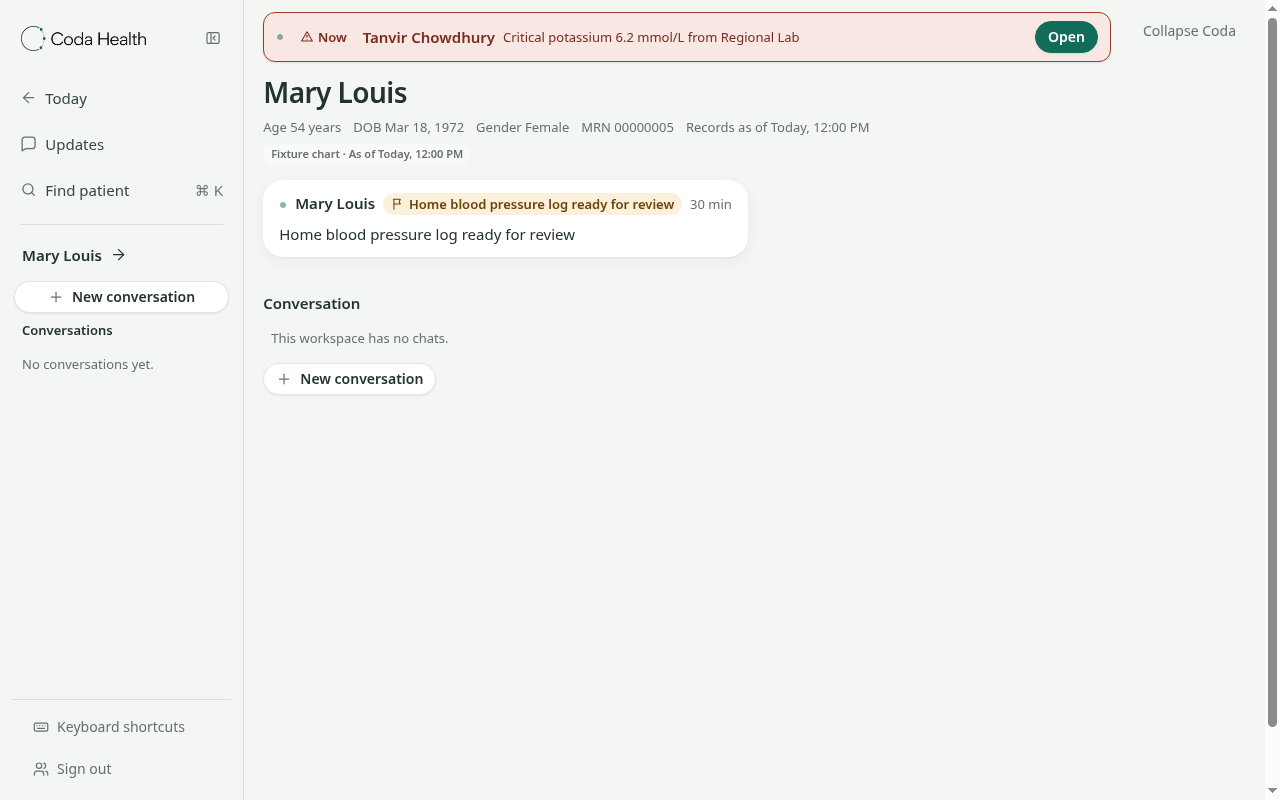 Coda Health
Today
Updates
Find patient ⌘ K
Mary Louis
New conversation
Conversations
No conversations yet.
Keyboard shortcuts
Sign out
Now Tanvir Chowdhury Critical potassium 6.2 mmol/L from Regional Lab Open
Collapse Coda
Mary Louis
Age 54 years DOB Mar 18, 1972 Gender Female MRN 00000005 Records as of Today, 12:00 PM
Fixture chart · As of Today, 12:00 PM
Mary Louis Home blood pressure log ready for review 30 min
Home blood pressure log ready for review
Conversation
This workspace has no chats.
New conversation